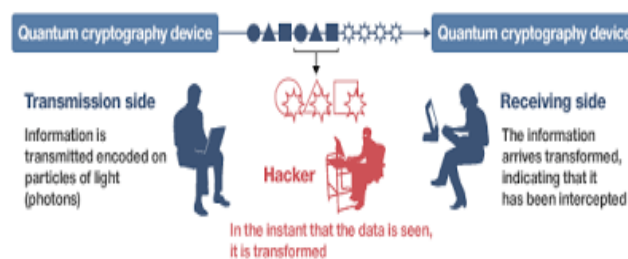 Quantum cryptography device
Quantum cryptography device
Transmission side
Information is
transmitted encoded on
particles of light
(photons)
Hacker
In the instant that the data is seen,
it is transformed
Receiving side
The information
arrives transformed,
indicating that it
has been intercepted